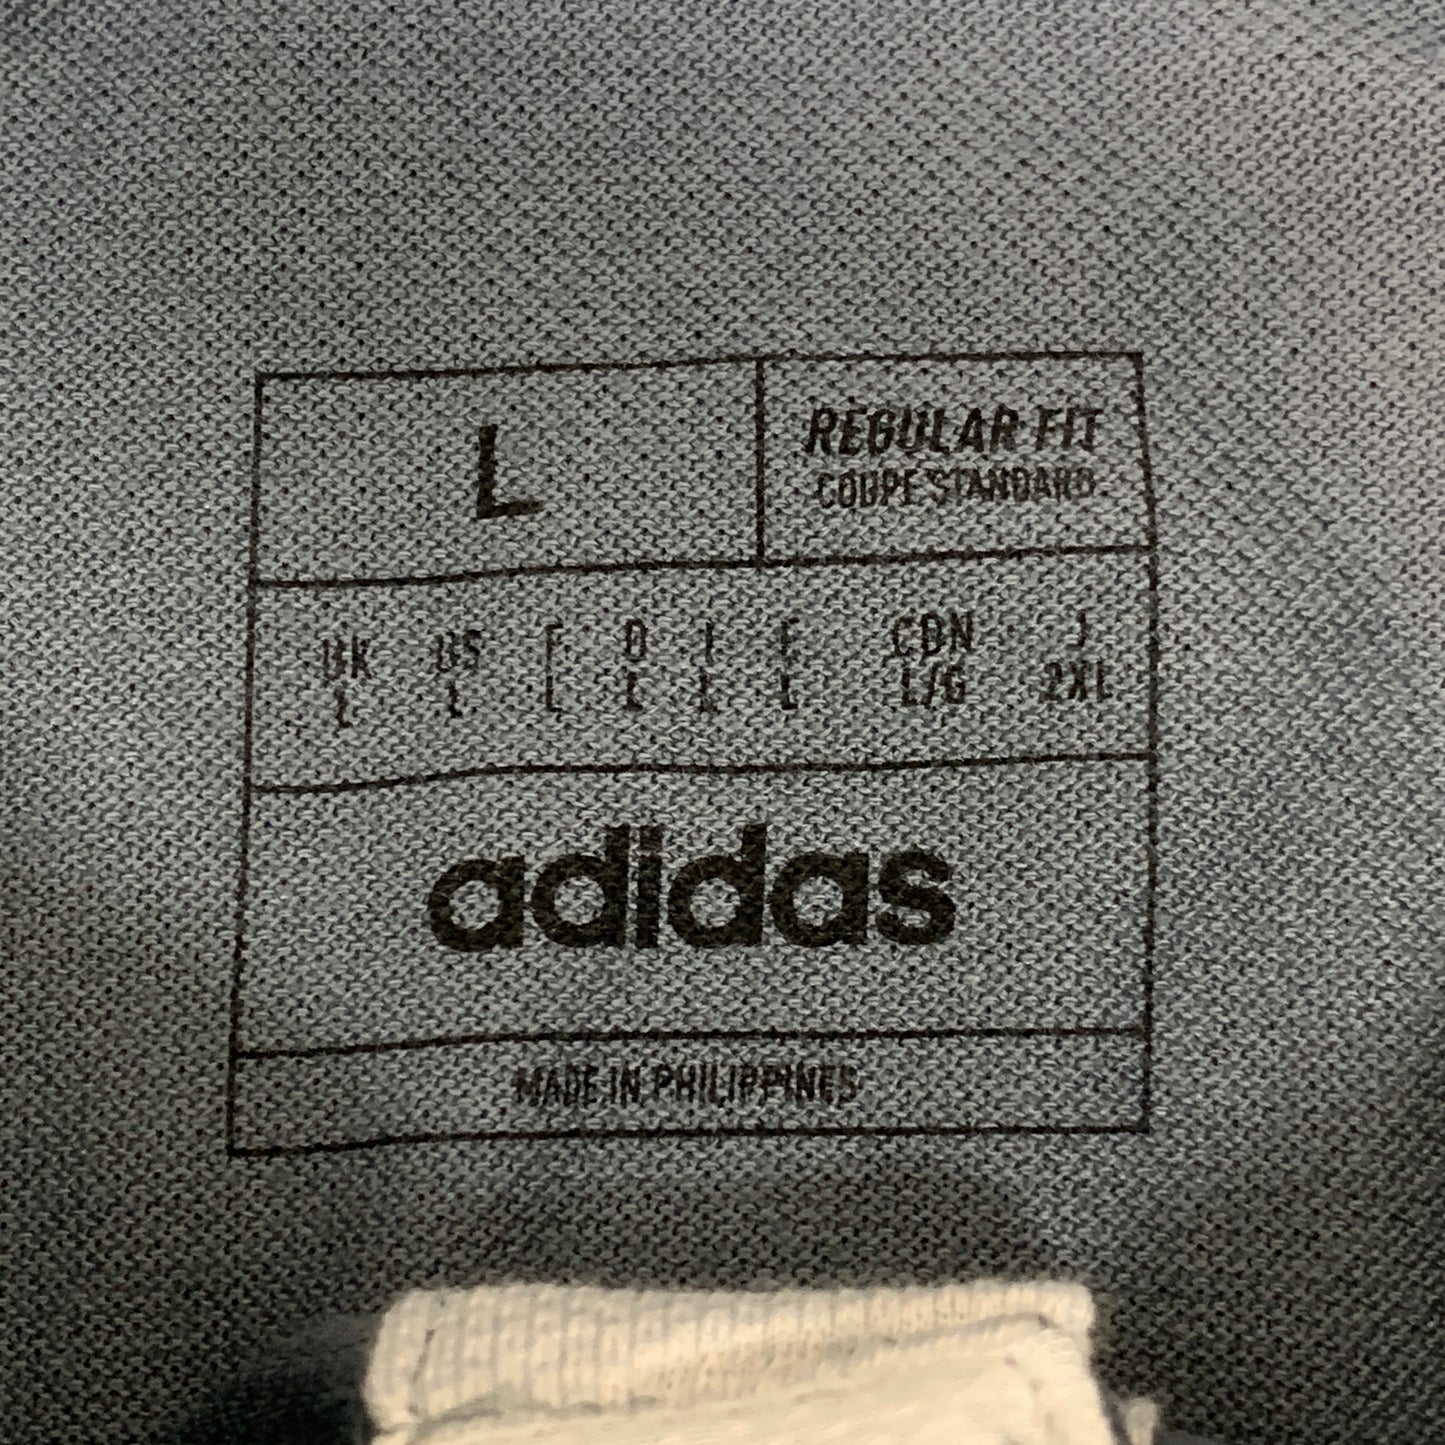 L
REGULAR FIT
COUPE STANDARD
UK US F D I E CDN J
L L L L L L L/G 2XL
adidas
MADE IN PHILIPPINES